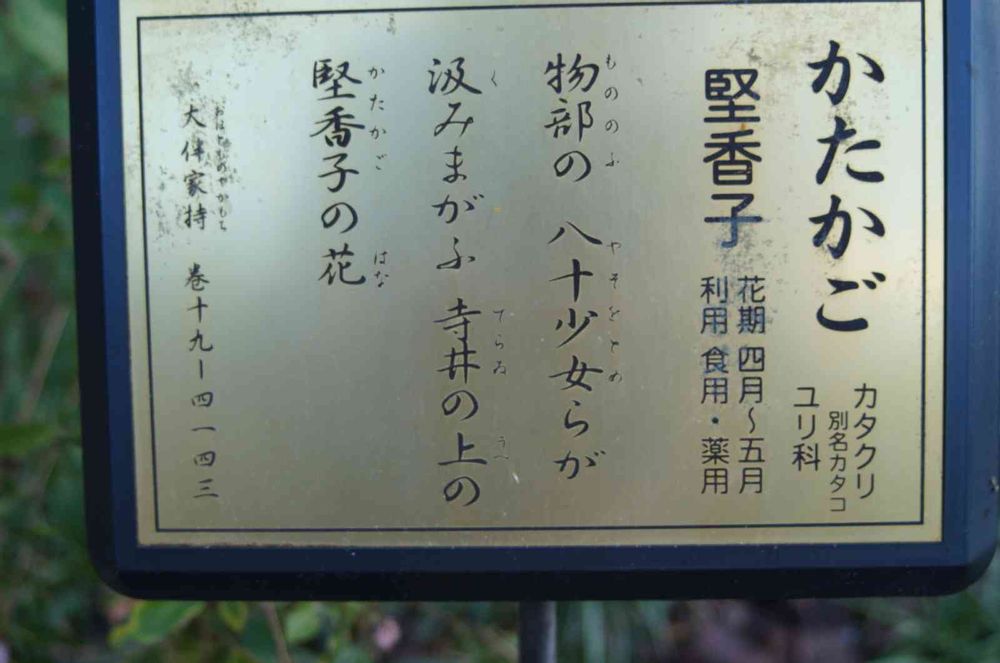 かたかご
カタクリ
別名カタコ
ユリ科
堅香子
花期 四月〜五月
利用 食用・薬用
物部の 八十少女らが
もののふ やそをとめ
汲みまがふ 寺井の上の
く てらゐ うへ
堅香子の花
かたかご はな
大伴家持 巻十九ー四一四三
おほとものやかもち